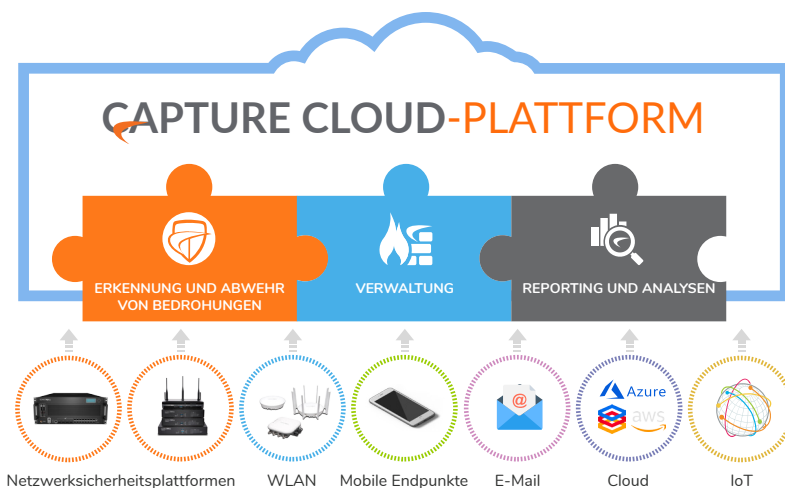 CAPTURE CLOUD-PLATTFORM
ERKENNUNG UND ABWEHR
VON BEDROHUNGEN
VERWALTUNG
REPORTING UND ANALYSEN
@
Azure
aws
Netzwerksicherheitsplattformen
WLAN
Mobile Endpunkte
E-Mail
Cloud
IoT